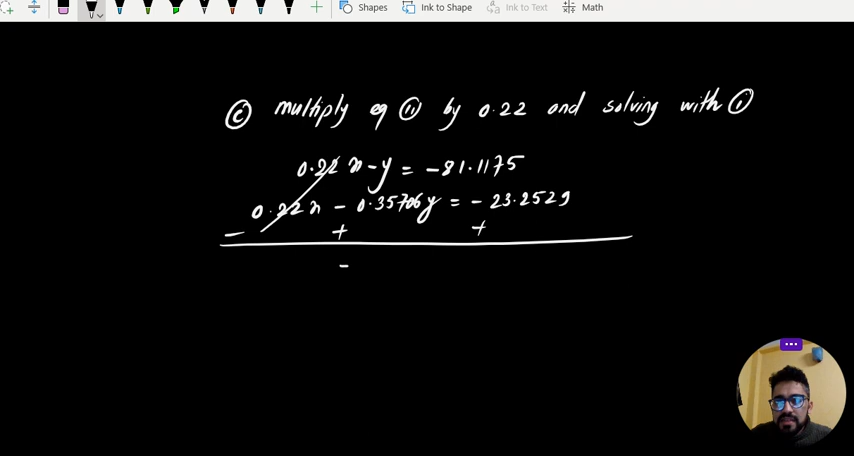 Shapes Ink to Shape Ink to Text Math
ⓒ multiply eq ⓘⓘ by 0.22 and solving with ⓘ
0.22 x - y = -81.1175
0.22x - 0.35706y = -23.2529
- + +
-